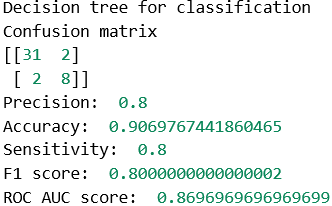 Decision tree for classification
Confusion matrix
[[31  2]
 [ 2  8]]
Precision:  0.8
Accuracy:  0.9069767441860465
Sensitivity:  0.8
F1 score:  0.8000000000000002
ROC AUC score:  0.8696969696969699